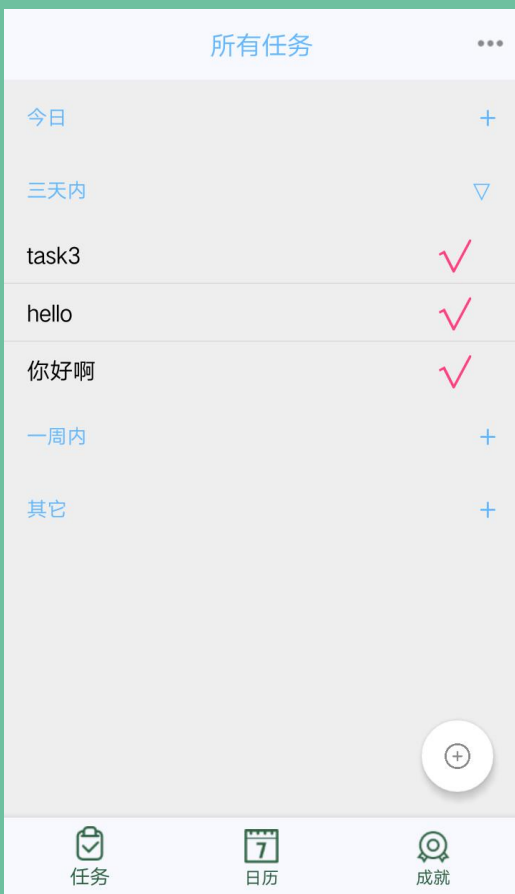 所有任务
今日
三天内
task3
hello
你好啊
一周内
其它
7
任务 日历 成就